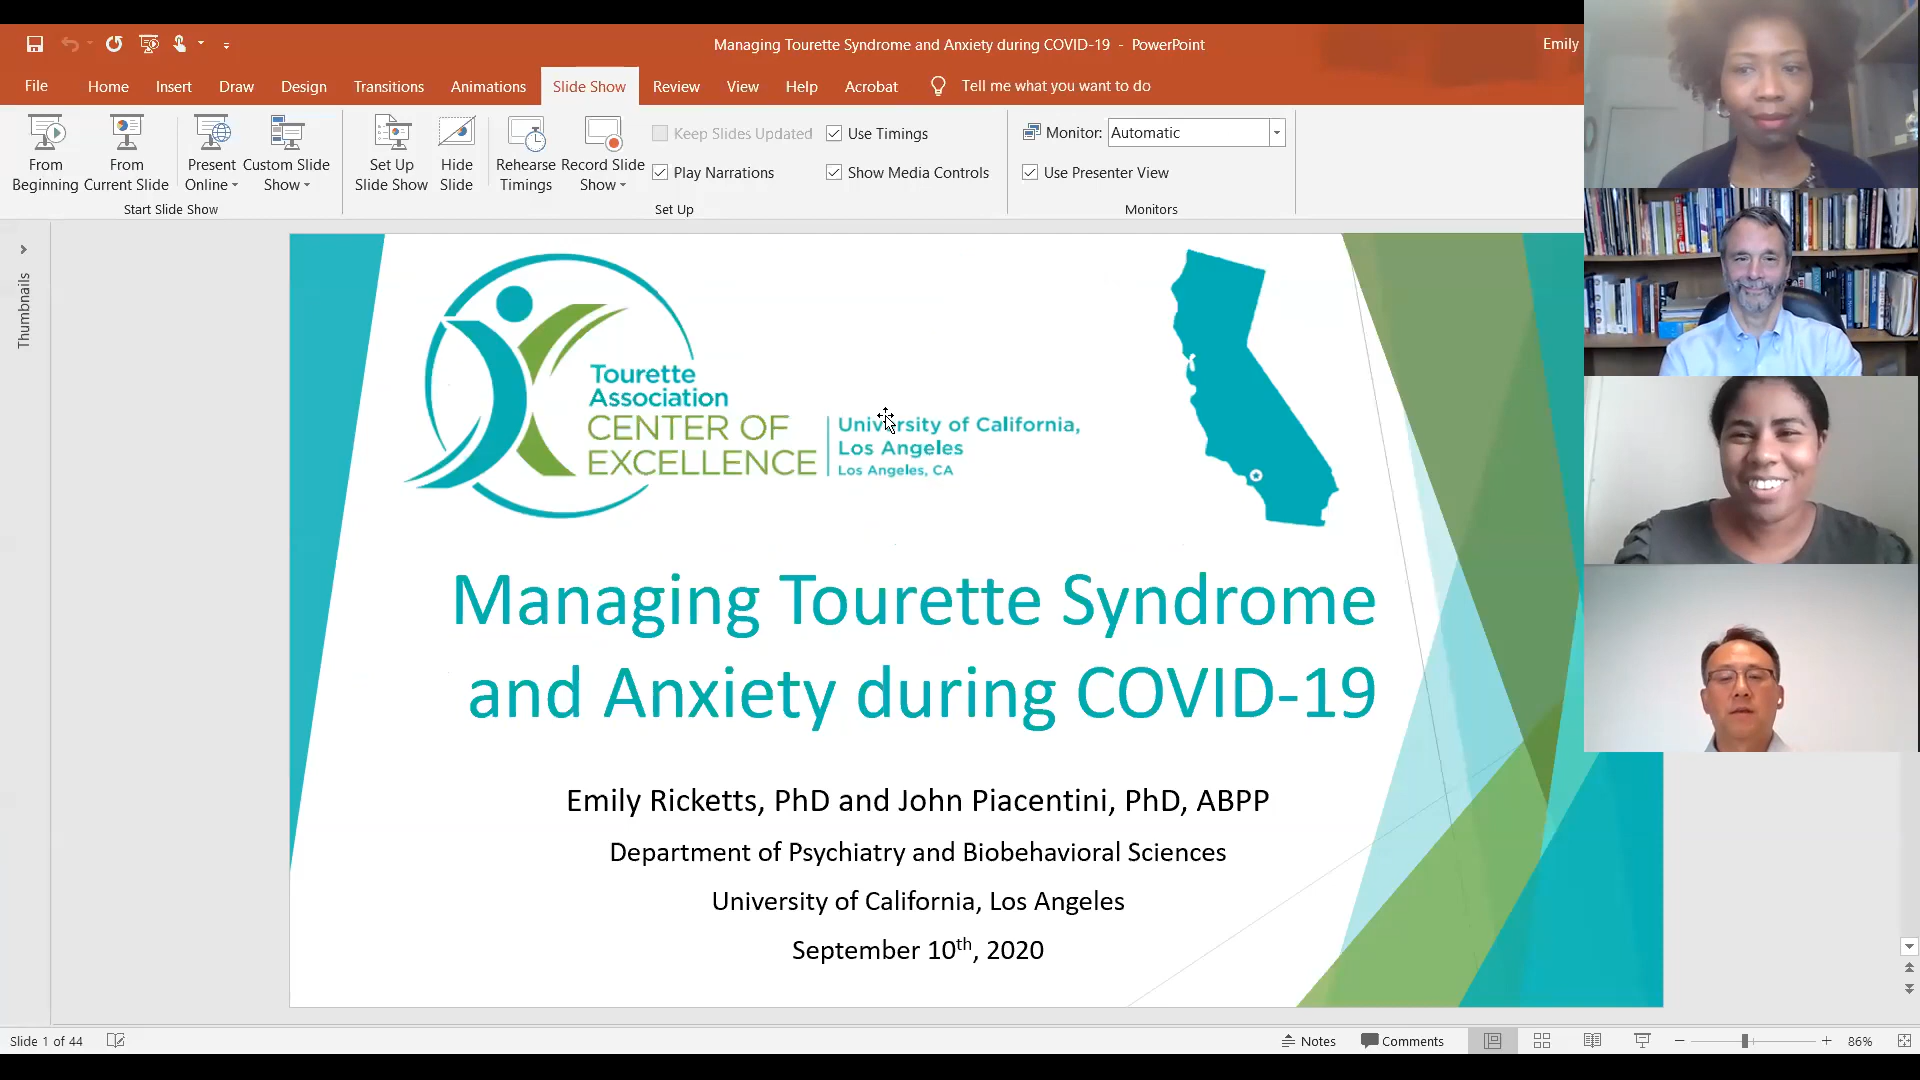 Managing Tourette Syndrome and Anxiety during COVID-19 - PowerPoint
Emily
File
Home
Insert
Draw
Design
Transitions
Animations
Slide Show
Review
View
Help
Acrobat
Tell me what you want to do
From
Beginning
From
Current Slide
Present
Online
Custom Slide
Show
Start Slide Show
Set Up
Slide Show
Hide
Slide
Rehearse
Timings
Record Slide
Show
Keep Slides Updated
Play Narrations
Use Timings
Show Media Controls
Set Up
Monitor:
Automatic
Use Presenter View
Monitors
Thumbnails
Tourette
Association
CENTER OF
EXCELLENCE
University of California,
Los Angeles
Los Angeles, CA
Managing Tourette Syndrome
and Anxiety during COVID-19
Emily Ricketts, PhD and John Piacentini, PhD, ABPP
Department of Psychiatry and Biobehavioral Sciences
University of California, Los Angeles
September 10th, 2020
Slide 1 of 44
Notes
Comments
86%